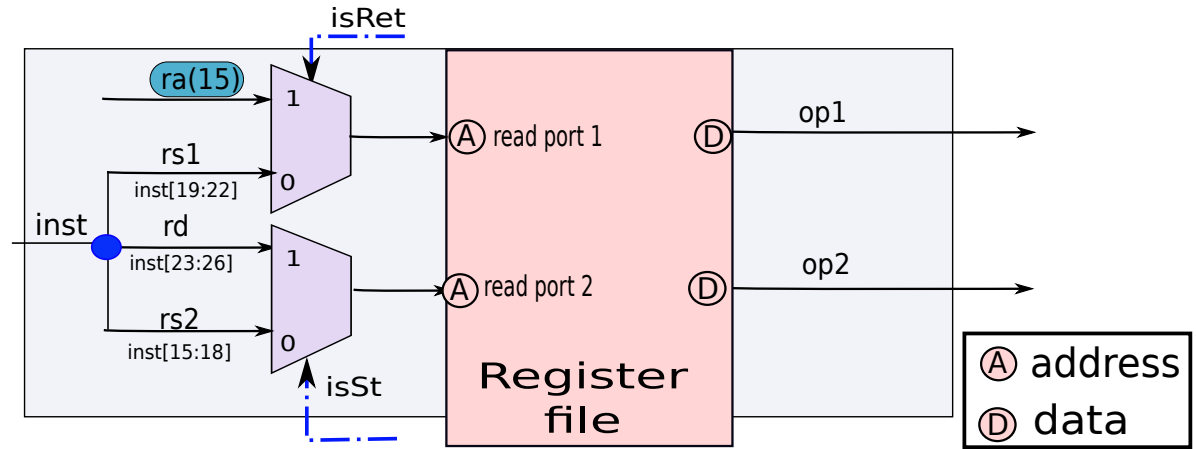 isRet
ra(15)
1
rs1
inst[19:22]
0
inst
rd
inst[23:26]
1
rs2
inst[15:18]
0
isSt
A read port 1
A read port 2
D
D
Register
file
op1
op2
A address
D data